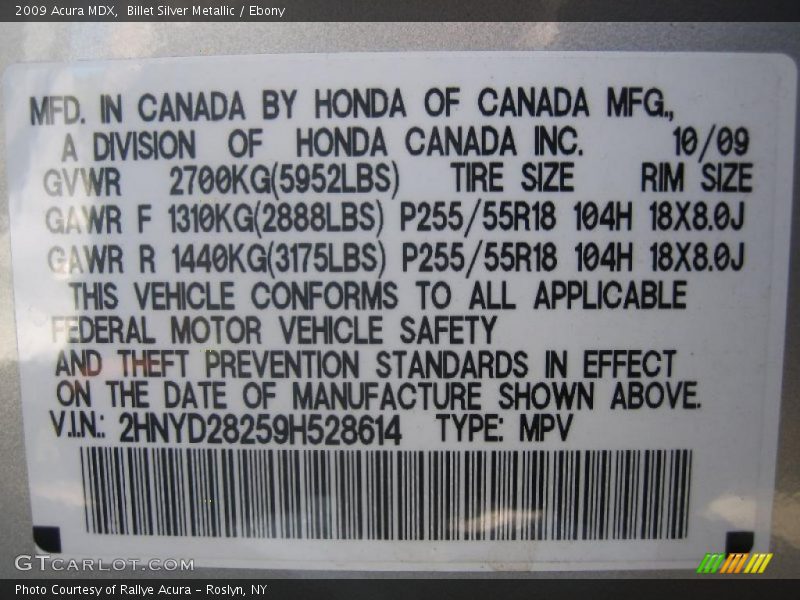 2009 Acura MDX,  Billet Silver Metallic / Ebony
MFD. IN CANADA BY HONDA OF CANADA MFG.,
A DIVISION OF HONDA CANADA INC. 10/09
GVWR 2700KG(5952LBS) TIRE SIZE RIM SIZE
GAWR F 1310KG(2888LBS) P255/55R18 104H 18X8.0J
GAWR R 1440KG(3175LBS) P255/55R18 104H 18X8.0J
THIS VEHICLE CONFORMS TO ALL APPLICABLE
FEDERAL MOTOR VEHICLE SAFETY
AND THEFT PREVENTION STANDARDS IN EFFECT
ON THE DATE OF MANUFACTURE SHOWN ABOVE.
V.I.N.: 2HNYD28259H528614 TYPE: MPV
GTCARLOT.COM
Photo Courtesy of Rallye Acura – Roslyn, NY